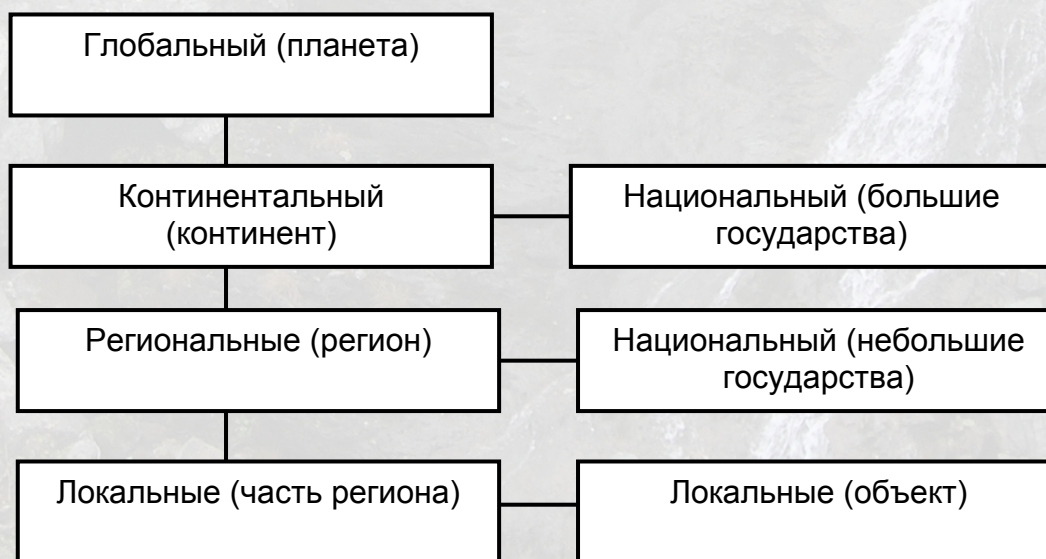 Глобальный (планета)
Континентальный
(континент)
Национальный (большие
государства)
Региональные (регион)
Национальный (небольшие
государства)
Локальные (часть региона)
Локальные (объект)